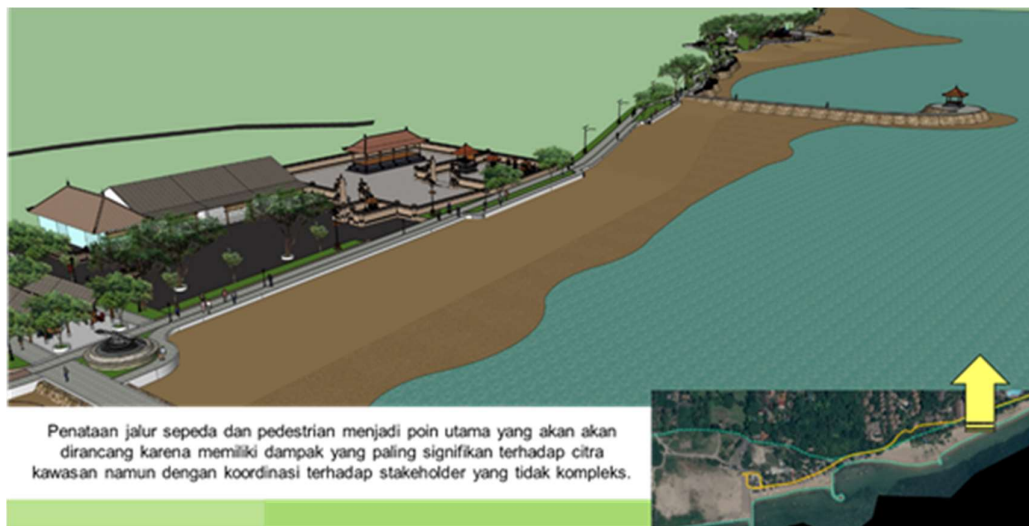 Penataan jalur sepeda dan pedestrian menjadi poin utama yang akan akan
dirancang karena memiliki dampak yang paling signifikan terhadap citra
kawasan namun dengan koordinasi terhadap stakeholder yang tidak kompleks.